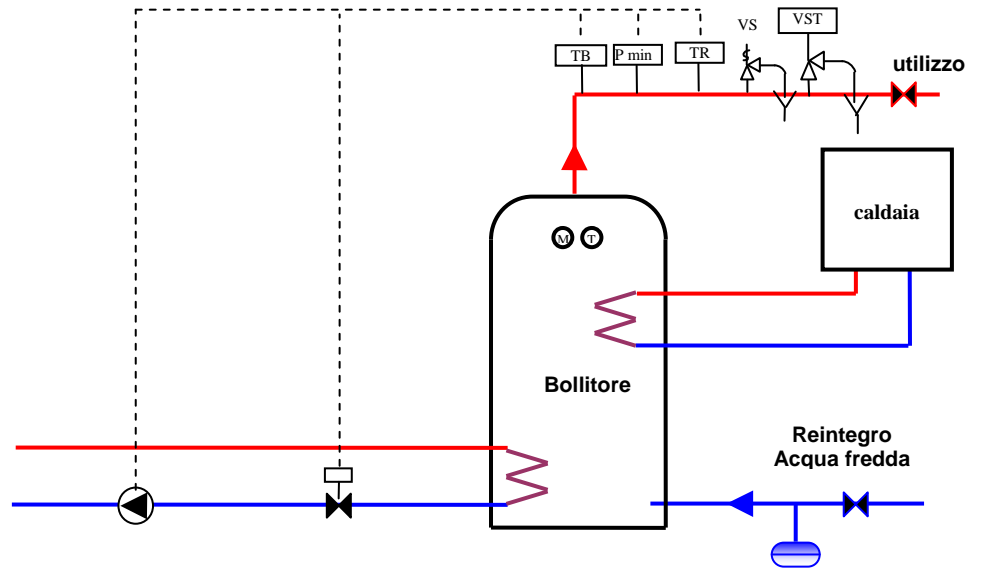 VS
VST
TB
P min
TR
utilizzo
caldaia
M
T
Bollitore
Reintegro
Acqua fredda